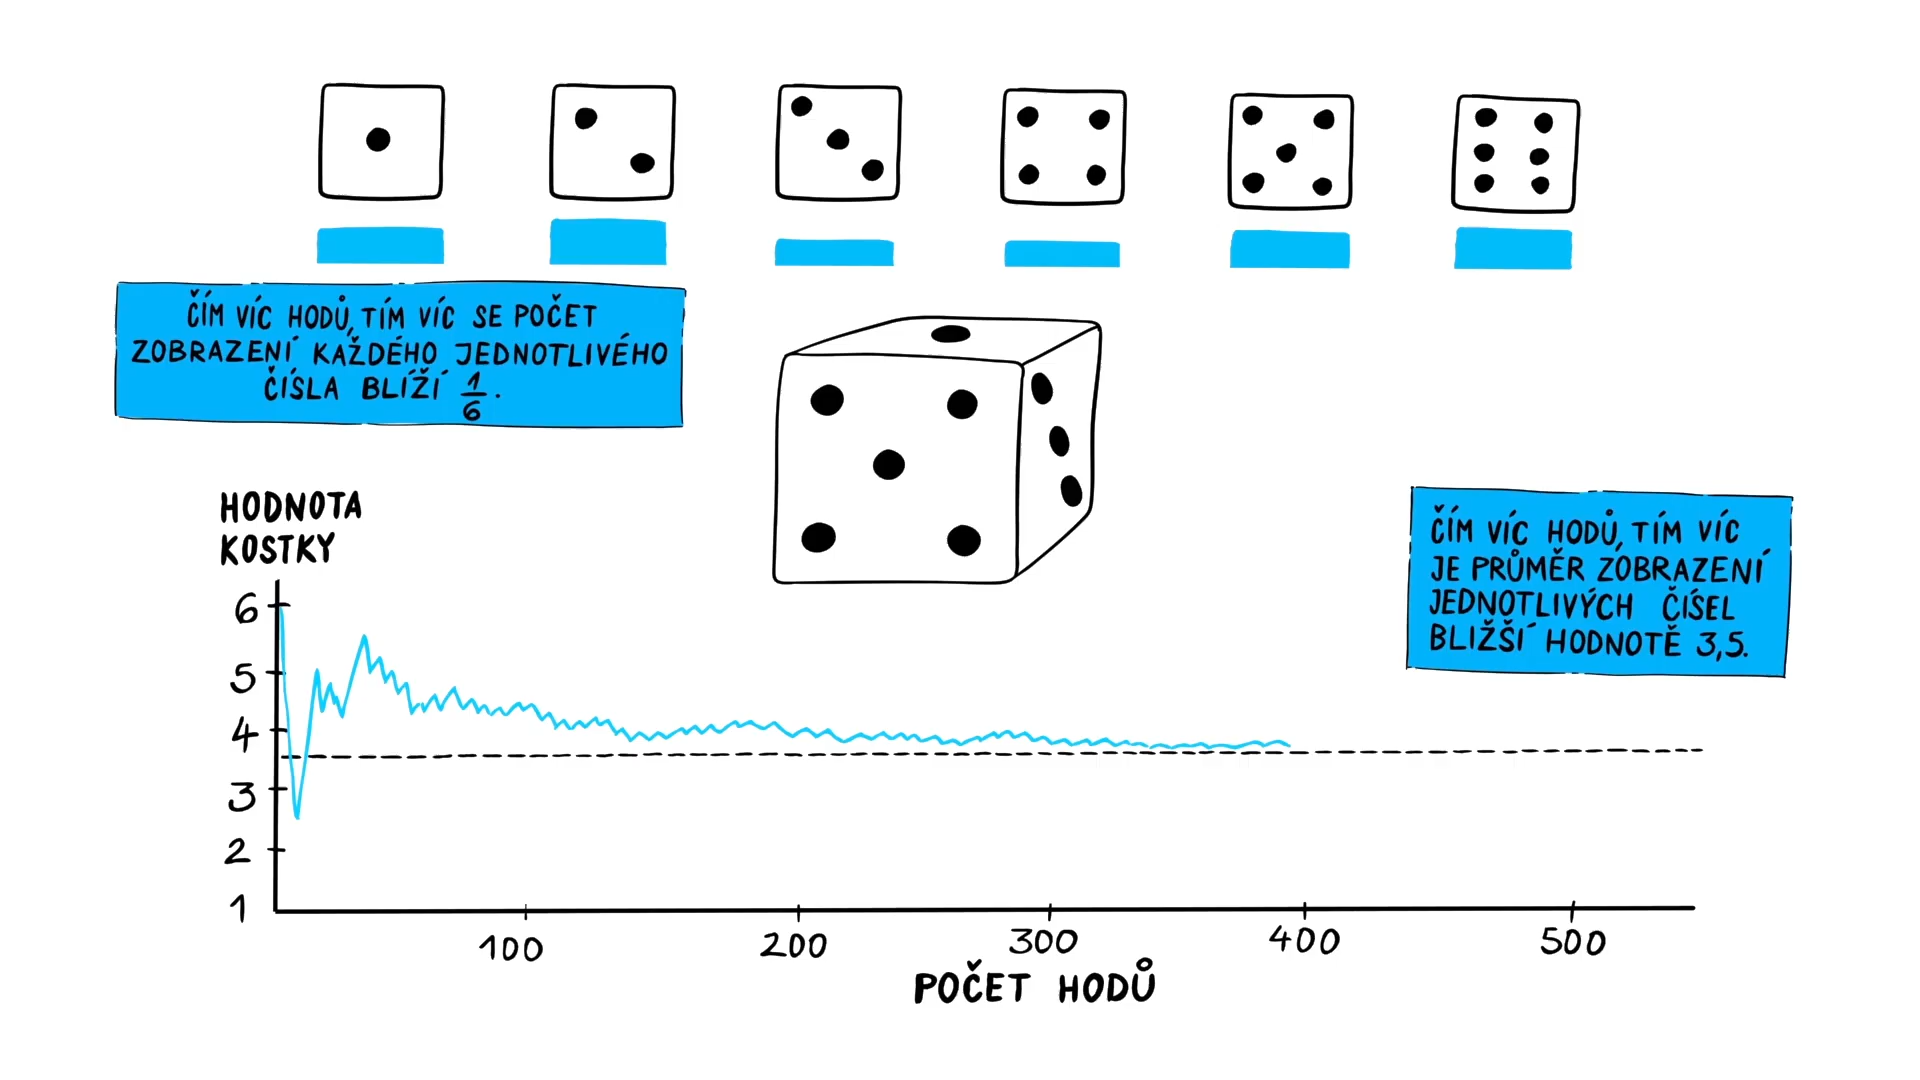 ČÍM VÍC HODŮ, TÍM VÍC SE POČET
ZOBRAZENÍ KAŽDÉHO JEDNOTLIVÉHO
ČÍSLA BLÍŽÍ 1/6.
HODNOTA
KOSTKY
6
5
4
3
2
1
ČÍM VÍC HODŮ, TÍM VÍC
JE PRŮMĚR ZOBRAZENÍ
JEDNOTLIVÝCH ČÍSEL
BLIŽŠÍ HODNOTĚ 3,5.
100 200 300 400 500
POČET HODŮ